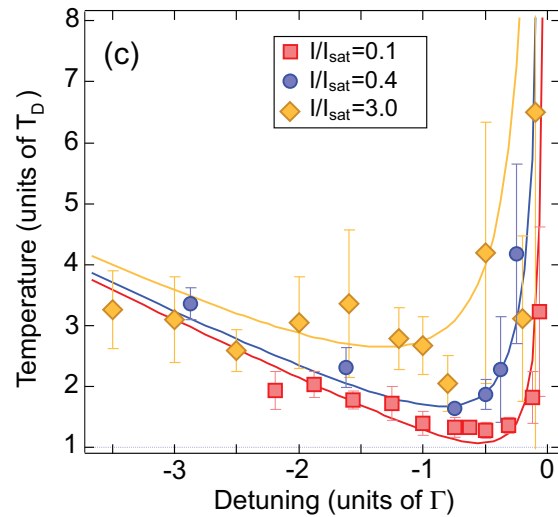 (c)
I/Isat=0.1
I/Isat=0.4
I/Isat=3.0
Temperature (units of TD)
8
7
6
5
4
3
2
1
-3 -2 -1 0
Detuning (units of Γ)